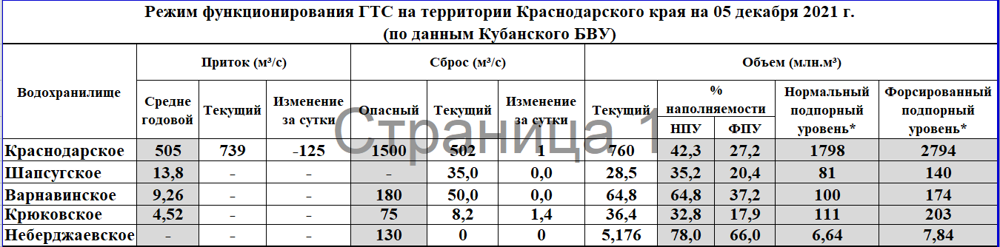 Режим функционирования ГТС на территории Краснодарского края на 05 декабря 2021 г.
(по данным Кубанского БВУ)
Водохранилище Приток (м³/с) Сброс (м³/с) Объем (млн.м³)
Средне годовой Текущий Изменение за сутки Опасный Текущий Изменение за сутки Текущий % наполняемости Нормальный подпорный уровень* Форсированный подпорный уровень*
НПУ ФПУ
Страница 1
Краснодарское 505 739 -125 1500 502 1 760 42,3 27,2 1798 2794
Шапсугское 13,8 - - - 35,0 0,0 28,5 35,2 20,4 81 140
Варнавинское 9,26 - - 180 50,0 0,0 64,8 64,8 37,2 100 174
Крюковское 4,52 - - 75 8,2 1,4 36,4 32,8 17,9 111 203
Неберджаевское - - - 130 0 0 5,176 78,0 66,0 6,64 7,84